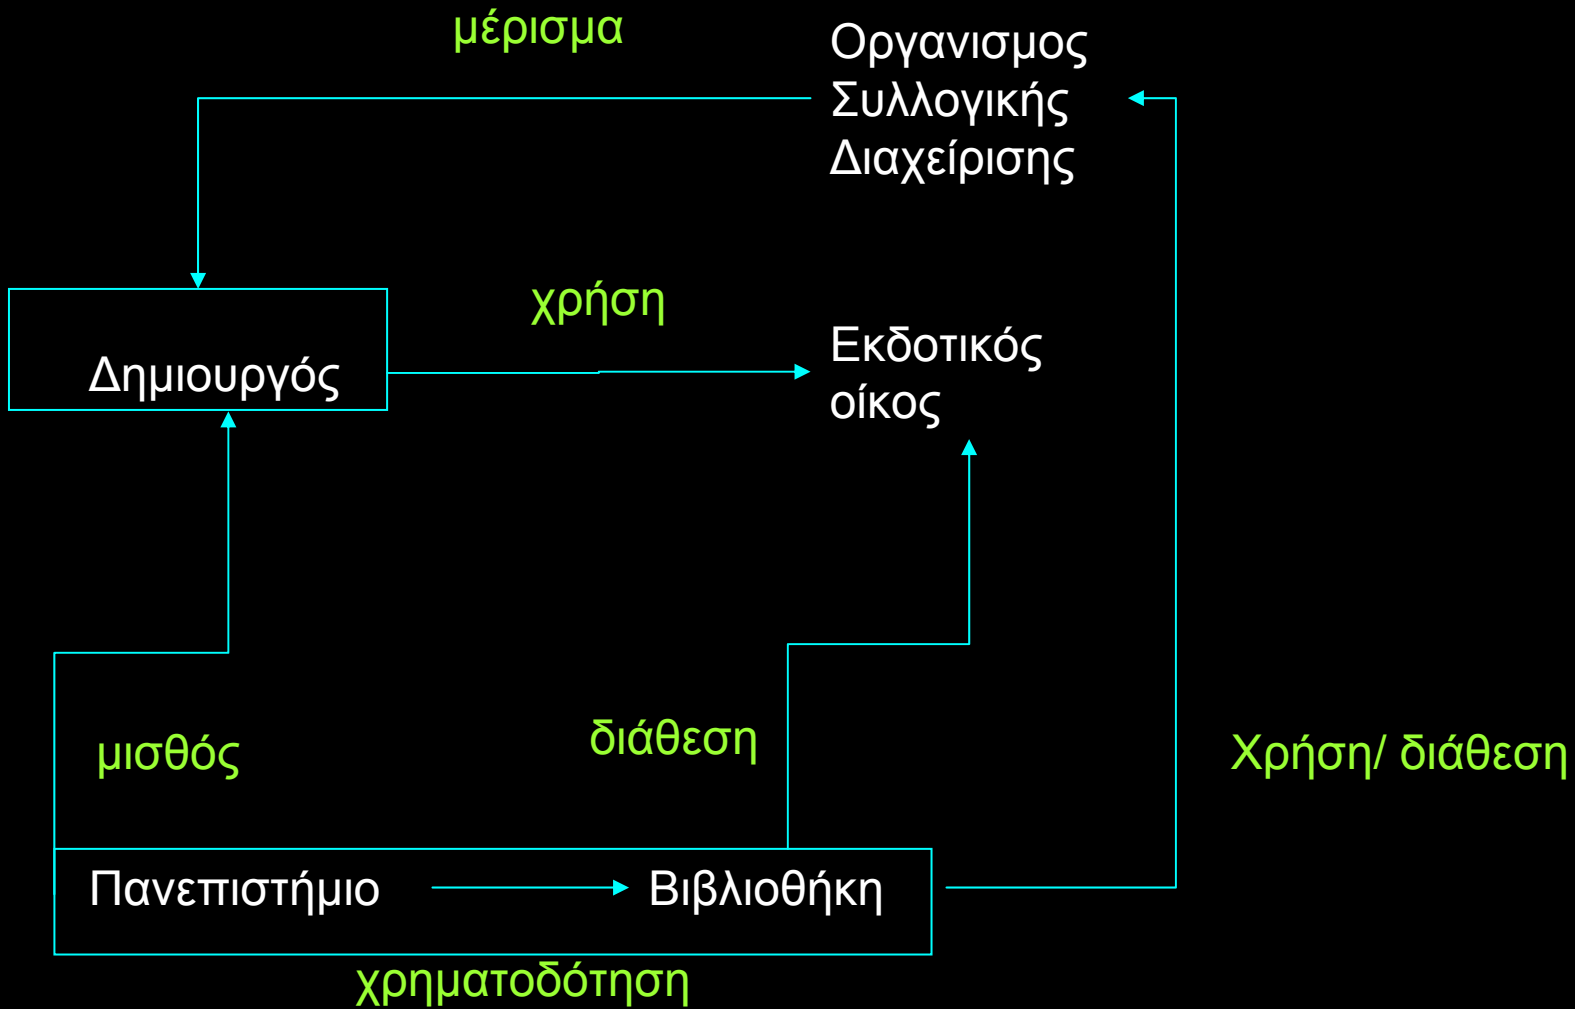 μέρισμα
Οργανισμος
Συλλογικής
Διαχείρισης
χρήση
Δημιουργός
Εκδοτικός
οίκος
μισθός
διάθεση
Χρήση/ διάθεση
Πανεπιστήμιο
Βιβλιοθήκη
χρηματοδότηση